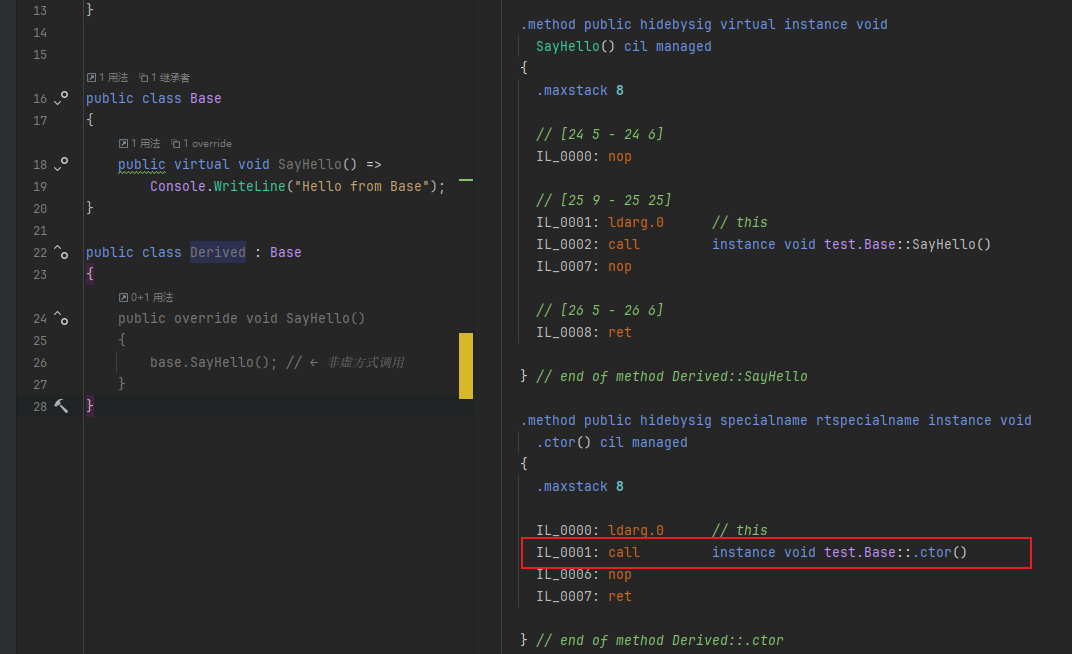 13 }
14
15
1 用法 1 继承者
16 public class Base
17 {
1 用法 1 override
18 public virtual void SayHello() =>
19 Console.WriteLine("Hello from Base");
20 }
21
22 public class Derived : Base
23 {
0+1 用法
24 public override void SayHello()
25 {
26 base.SayHello(); // ← 非虚方式调用
27 }
28 }
.method public hidebysig virtual instance void
SayHello() cil managed
{
.maxstack 8
// [24 5 - 24 6]
IL_0000: nop
// [25 9 - 25 25]
IL_0001: ldarg.0 // this
IL_0002: call instance void test.Base::SayHello()
IL_0007: nop
// [26 5 - 26 6]
IL_0008: ret
} // end of method Derived::SayHello
.method public hidebysig specialname rtspecialname instance void
.ctor() cil managed
{
.maxstack 8
IL_0000: ldarg.0 // this
IL_0001: call instance void test.Base::.ctor()
IL_0006: nop
IL_0007: ret
} // end of method Derived::.ctor